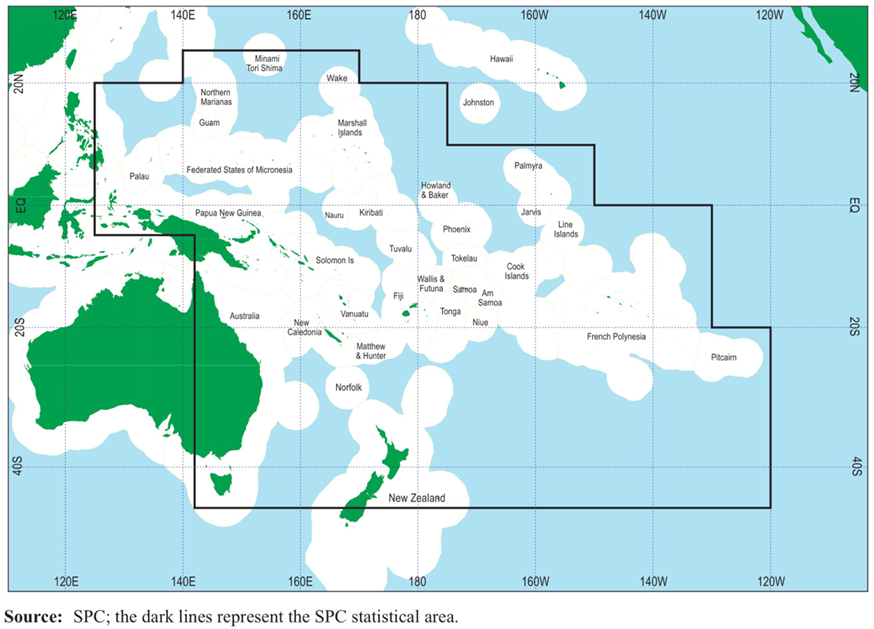 120E 140E 160E 180 160W 140W 120W
Hawaii
Minami
Tori Shima
Wake
20N 20N
Northern
Marianas
Johnston
Guam
Marshall
Islands
Palmyra
Palau
Federated States of Micronesia
Howland
& Baker
EQ EQ
Papua New Guinea
Nauru
Kiribati
Jarvis
Line
Islands
Phoenix
Tuvalu
Solomon Is
Tokelau
Cook
Islands
Wallis &
Futuna
Samoa
Am
Samoa
Fiji
Australia
Vanuatu
Tonga
Niue
New
Caledonia
20S 20S
French Polynesia
Matthew
& Hunter
Pitcairn
Norfolk
40S 40S
New Zealand
120E 140E 160E 180 160W 140W 120W
Source: SPC; the dark lines represent the SPC statistical area.